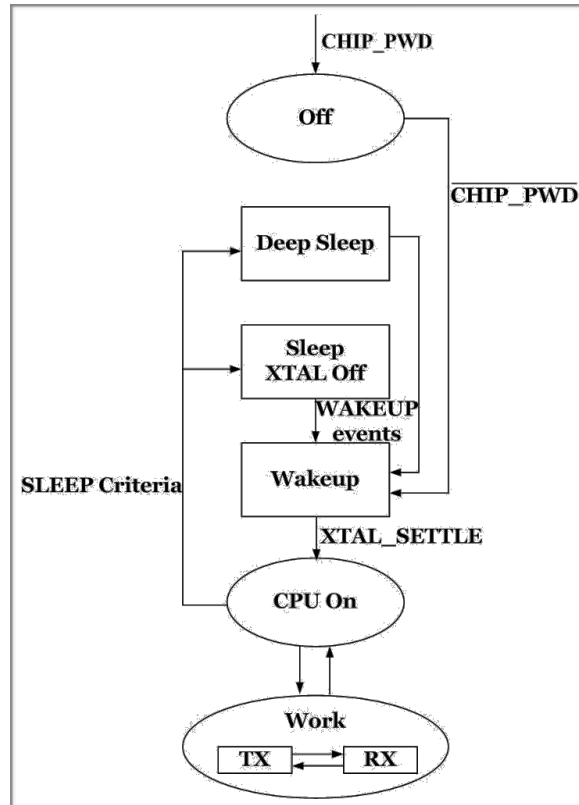 CHIP_PWD
Off
CHIP_PWD
Deep Sleep
Sleep
XTAL Off
WAKEUP
events
Wakeup
SLEEP Criteria
XTAL_SETTLE
CPU On
Work
TX
RX